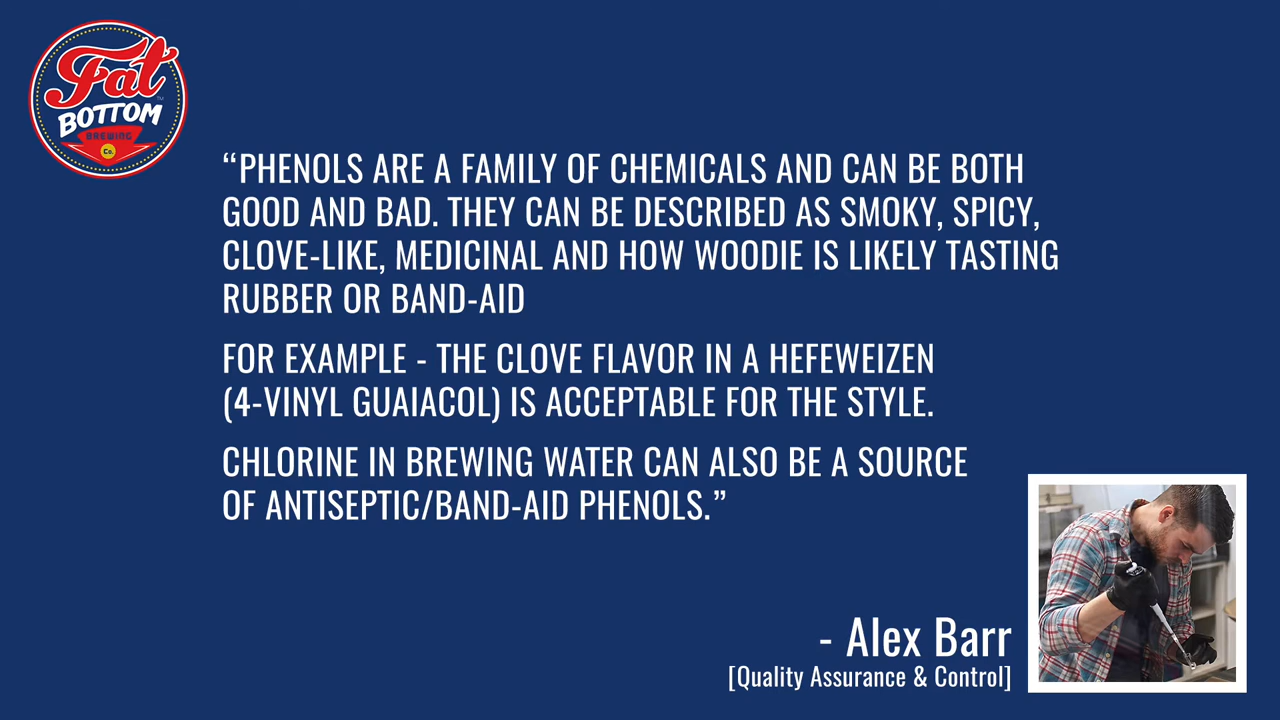 Fat
BOTTOM
BREWING
Co.
“PHENOLS ARE A FAMILY OF CHEMICALS AND CAN BE BOTH
GOOD AND BAD. THEY CAN BE DESCRIBED AS SMOKY, SPICY,
CLOVE-LIKE, MEDICINAL AND HOW WOODIE IS LIKELY TASTING
RUBBER OR BAND-AID
FOR EXAMPLE - THE CLOVE FLAVOR IN A HEFEWEIZEN
(4-VINYL GUAIACOL) IS ACCEPTABLE FOR THE STYLE.
CHLORINE IN BREWING WATER CAN ALSO BE A SOURCE
OF ANTISEPTIC/BAND-AID PHENOLS.”
- Alex Barr
[Quality Assurance & Control]